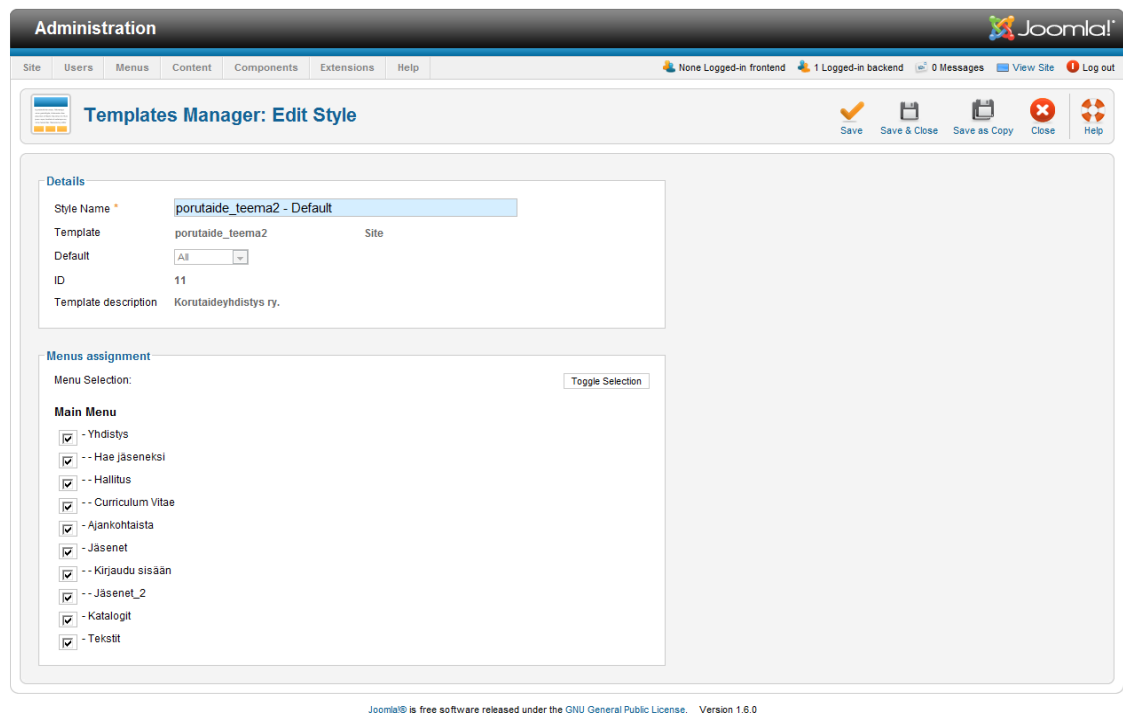 Administration
Joomla!
Site Users Menus Content Components Extensions Help
None Logged-in frontend 1 Logged-in backend 0 Messages View Site Log out
Templates Manager: Edit Style
Save Save & Close Save as Copy Close Help
Details
Style Name * porutaide_teema2 - Default
Template porutaide_teema2 Site
Default All
ID 11
Template description Korutaideyhdistys ry.
Menus assignment
Menu Selection: Toggle Selection
Main Menu
- Yhdistys
- - Hae jäseneksi
- - Hallitus
- - Curriculum Vitae
- Ajankohtaista
- Jäsenet
- - Kirjaudu sisään
- - Jäsenet_2
- Katalogit
- Tekstit
Joomla!® is free software released under the GNU General Public License. Version 1.6.0